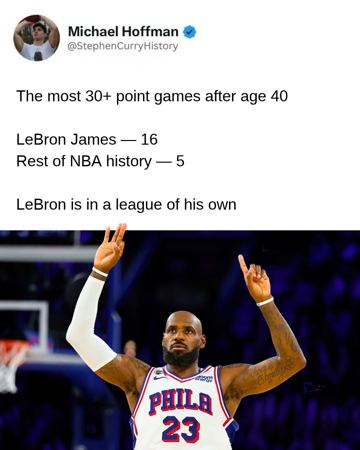 Michael Hoffman
@StephenCurryHistory
The most 30+ point games after age 40
LeBron James — 16
Rest of NBA history — 5
LeBron is in a league of his own
PHILA
23